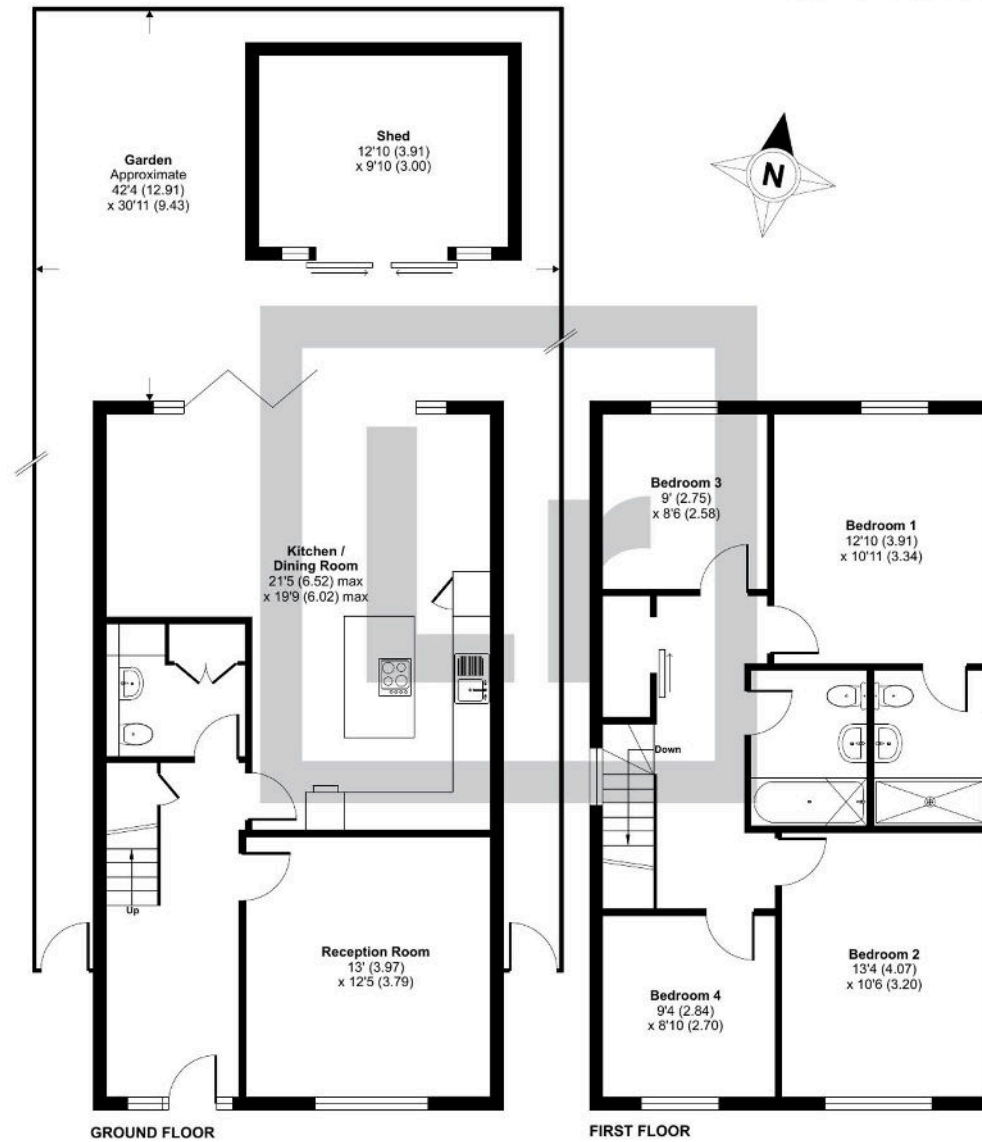 Shed
12'10 (3.91)
x 9'10 (3.00)
Garden
Approximate
42'4 (12.91)
x 30'11 (9.43)
N
Kitchen /
Dining Room
21'5 (6.52) max
x 19'9 (6.02) max
Up
Reception Room
13' (3.97)
x 12'5 (3.79)
GROUND FLOOR
Bedroom 3
9' (2.75)
x 8'6 (2.58)
Bedroom 1
12'10 (3.91)
x 10'11 (3.34)
Down
Bedroom 2
13'4 (4.07)
x 10'6 (3.20)
Bedroom 4
9'4 (2.84)
x 8'10 (2.70)
FIRST FLOOR